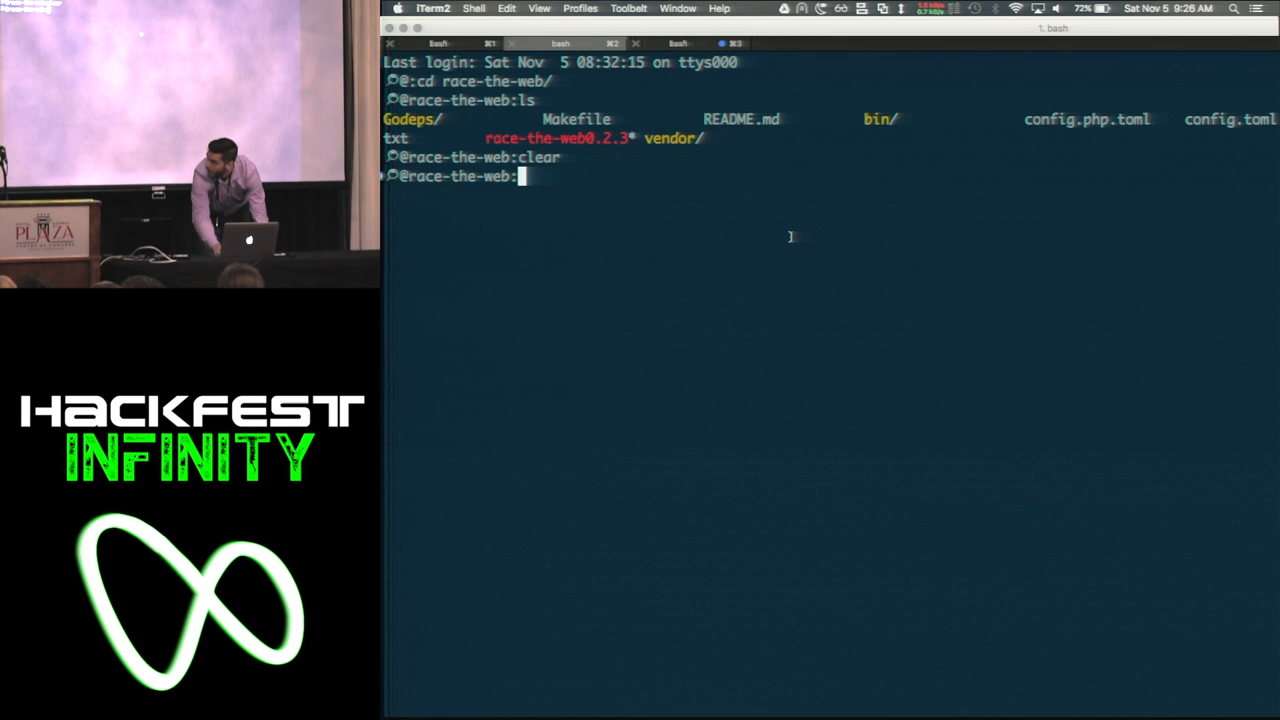 iTerm2 Shell Edit View Profiles Toolbelt Window Help 72% Sat Nov 5 9:26 AM
1. bash
bash ⌘1 bash ⌘2 bash ⌘3
Last login: Sat Nov  5 08:32:15 on ttys000
@:cd race-the-web/
@race-the-web:ls
Godeps/ Makefile README.md bin/ config.php.toml config.toml
txt race-the-web0.2.3* vendor/
@race-the-web:clear
@race-the-web:
PLAZA
HACKFEST
INFINITY